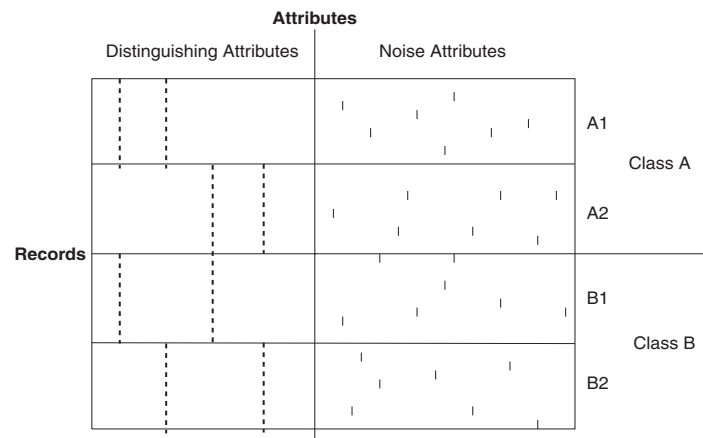 Attributes
Distinguishing Attributes
Noise Attributes
A1
Class A
A2
Records
B1
Class B
B2